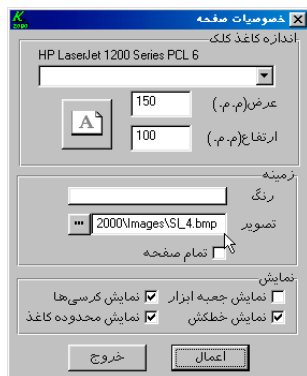 خصوصیات صفحه
اندازه کاغذ کلک
HP LaserJet 1200 Series PCL 6
عرض(م.م.) 150
ارتفاع(م.م.) 100
A
زمینه
رنگ
تصویر 2000\Images\SL_4.bmp ...
تمام صفحه
نمایش
نمایش جعبه ابزار نمایش کرسی‌ها
نمایش خطکش نمایش محدوده کاغذ
اعمال خروج